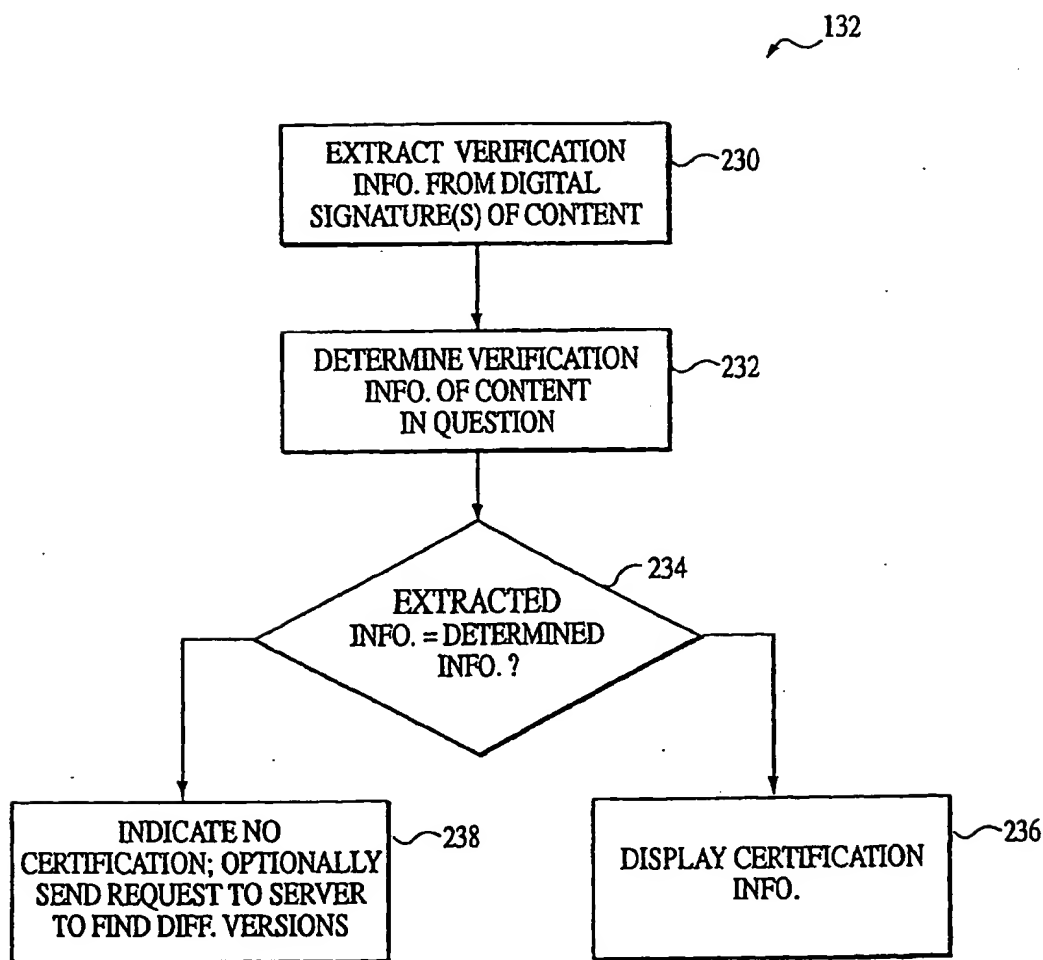 132
EXTRACT VERIFICATION
INFO. FROM DIGITAL
SIGNATURE(S) OF CONTENT
230
DETERMINE VERIFICATION
INFO. OF CONTENT
IN QUESTION
232
EXTRACTED
INFO. = DETERMINED
INFO. ?
234
INDICATE NO
CERTIFICATION; OPTIONALLY
SEND REQUEST TO SERVER
TO FIND DIFF. VERSIONS
238
DISPLAY CERTIFICATION
INFO.
236